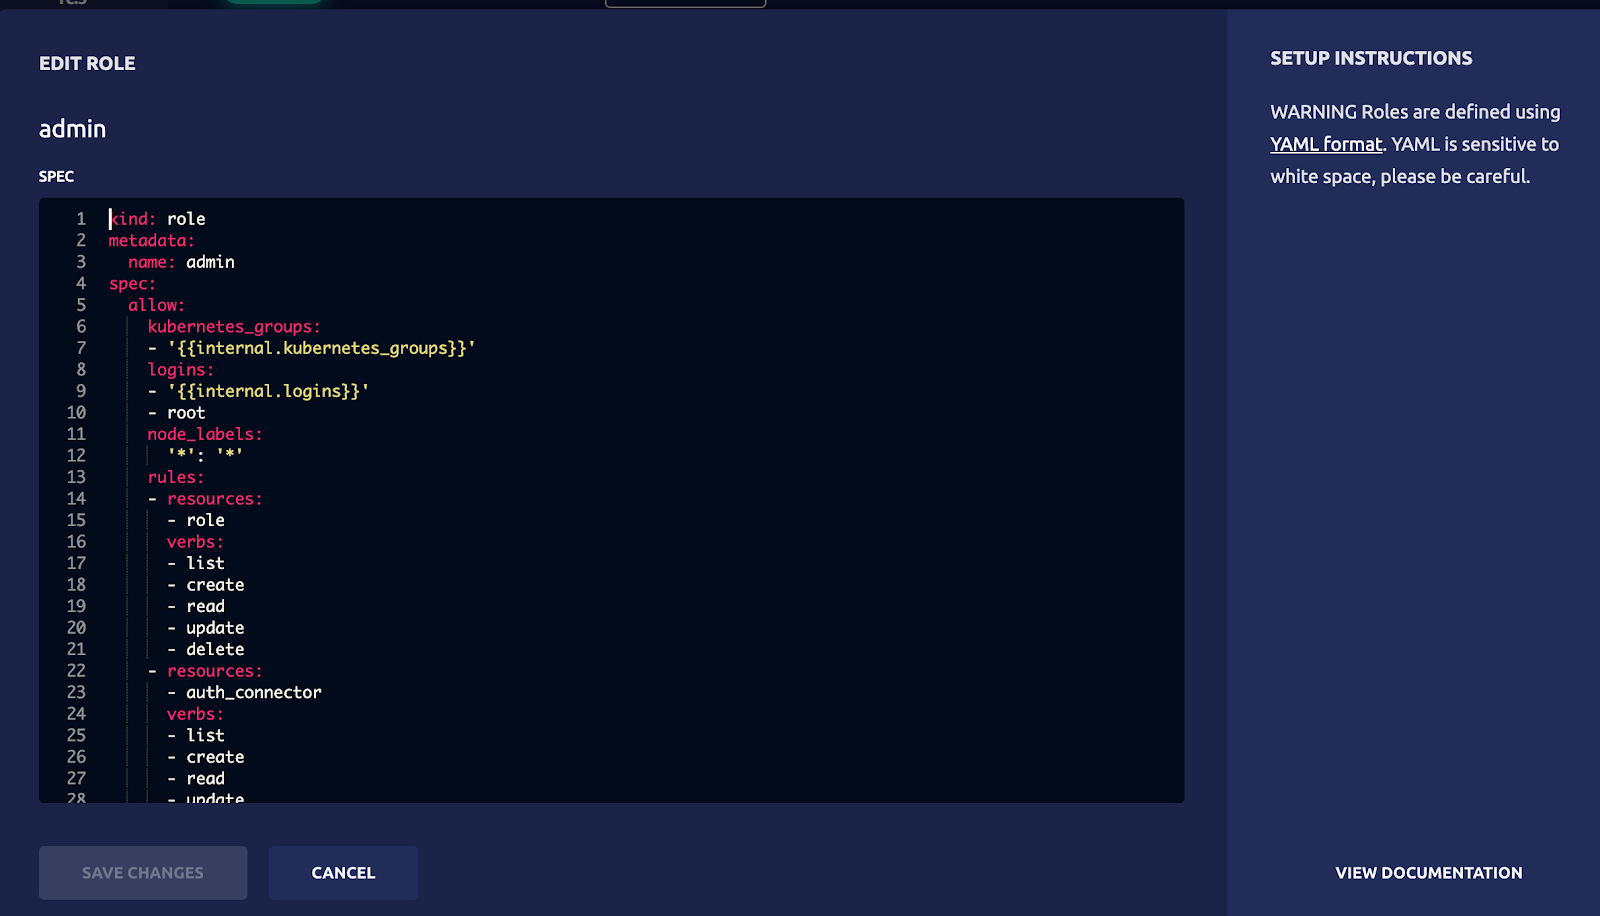 EDIT ROLE
admin
SPEC
1 kind: role
2 metadata:
3   name: admin
4 spec:
5   allow:
6     kubernetes_groups:
7     - '{{internal.kubernetes_groups}}'
8     logins:
9     - '{{internal.logins}}'
10     - root
11     node_labels:
12       '*': '*'
13     rules:
14     - resources:
15       - role
16       verbs:
17       - list
18       - create
19       - read
20       - update
21       - delete
22     - resources:
23       - auth_connector
24       verbs:
25       - list
26       - create
27       - read
28       - update
SAVE CHANGES
CANCEL
SETUP INSTRUCTIONS
WARNING Roles are defined using
YAML format. YAML is sensitive to
white space, please be careful.
VIEW DOCUMENTATION